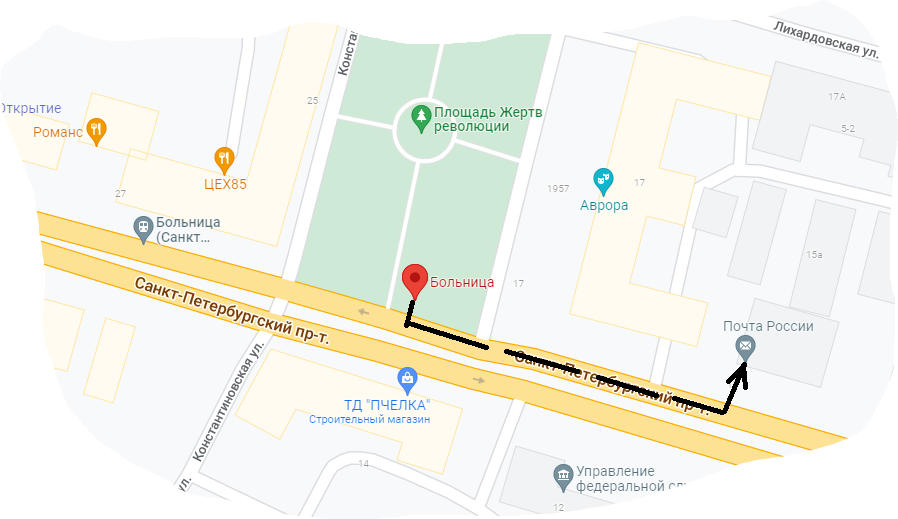 Лихардовская ул.
Конста
25
17А
5-2
Открытие
Романс
Площадь Жертв
революции
ЦЕХ85
27
1957
17
Аврора
Больница
(Санкт...
15а
Больница
17
Санкт-Петербургский пр-т.
Почта России
Санкт-Петербургский пр-т.
Константиновская ул.
ТД "ПЧЕЛКА"
Строительный магазин
14
Управление
федеральной сл
ул.
12